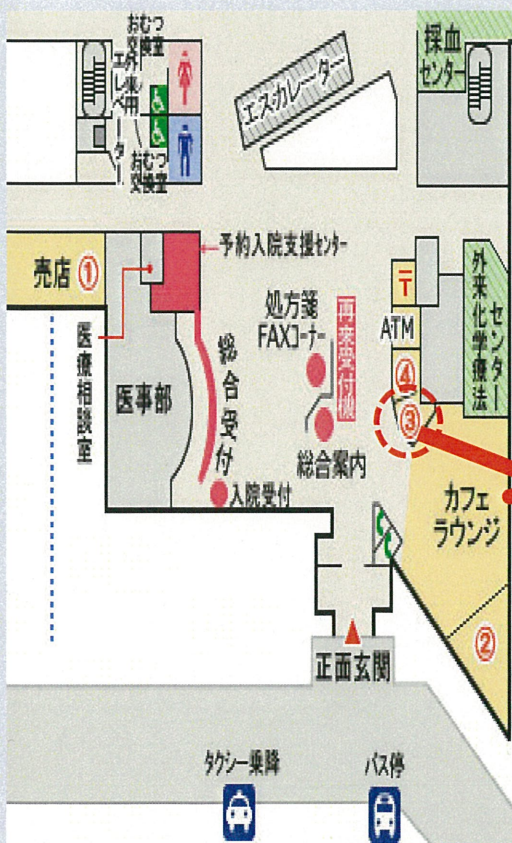 おむつ
交換室
外来用
エレベーター
おむつ
交換室
エスカレーター
採血
センター
売店 ①
予約入院支援センター
処方箋
FAXコーナー
再来受付機
〒
ATM
④
③
外来化学療法
センター
医療相談室
医事部
総合受付
総合案内
入院受付
カフェ
ラウンジ
②
正面玄関
タクシー乗降
バス停